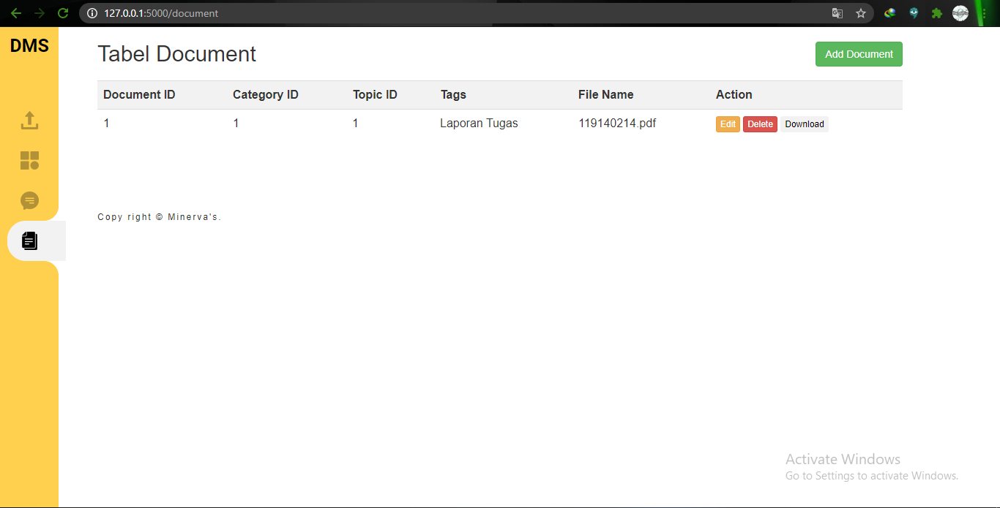 127.0.0.1:5000/document
DMS
Tabel Document
Add Document
Document ID Category ID Topic ID Tags File Name Action
1 1 1 Laporan Tugas 119140214.pdf Edit Delete Download
Copy right © Minerva's.
Activate Windows
Go to Settings to activate Windows.